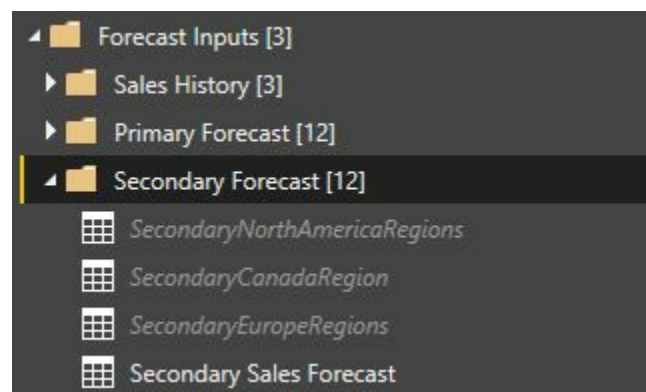 Forecast Inputs [3]
Sales History [3]
Primary Forecast [12]
Secondary Forecast [12]
SecondaryNorthAmericaRegions
SecondaryCanadaRegion
SecondaryEuropeRegions
Secondary Sales Forecast